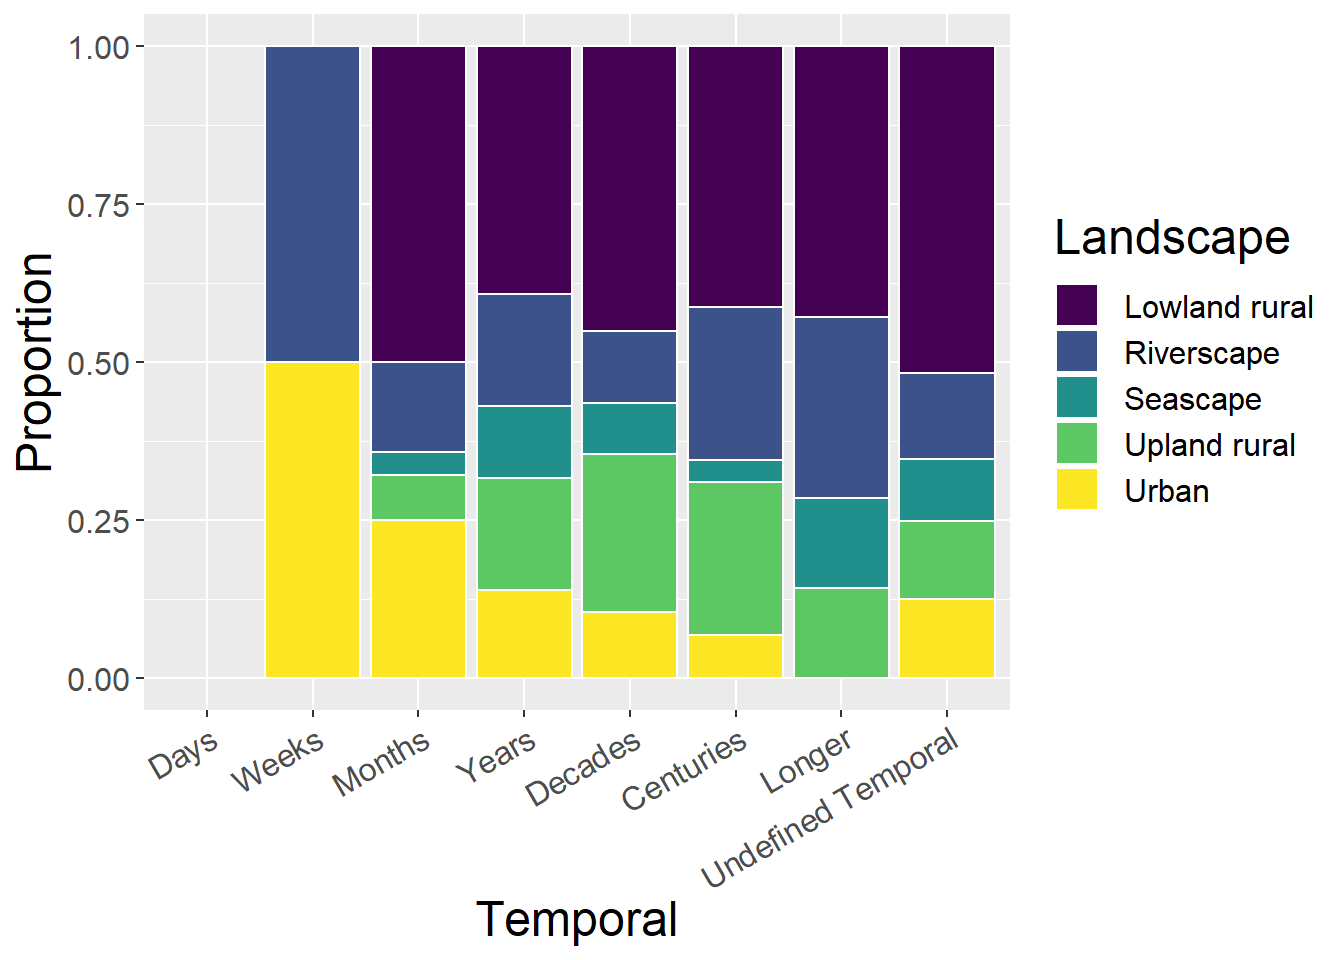 Proportion
1.00
0.75
0.50
0.25
0.00
Days
Weeks
Months
Years
Decades
Centuries
Longer
Undefined Temporal
Temporal
Landscape
Lowland rural
Riverscape
Seascape
Upland rural
Urban